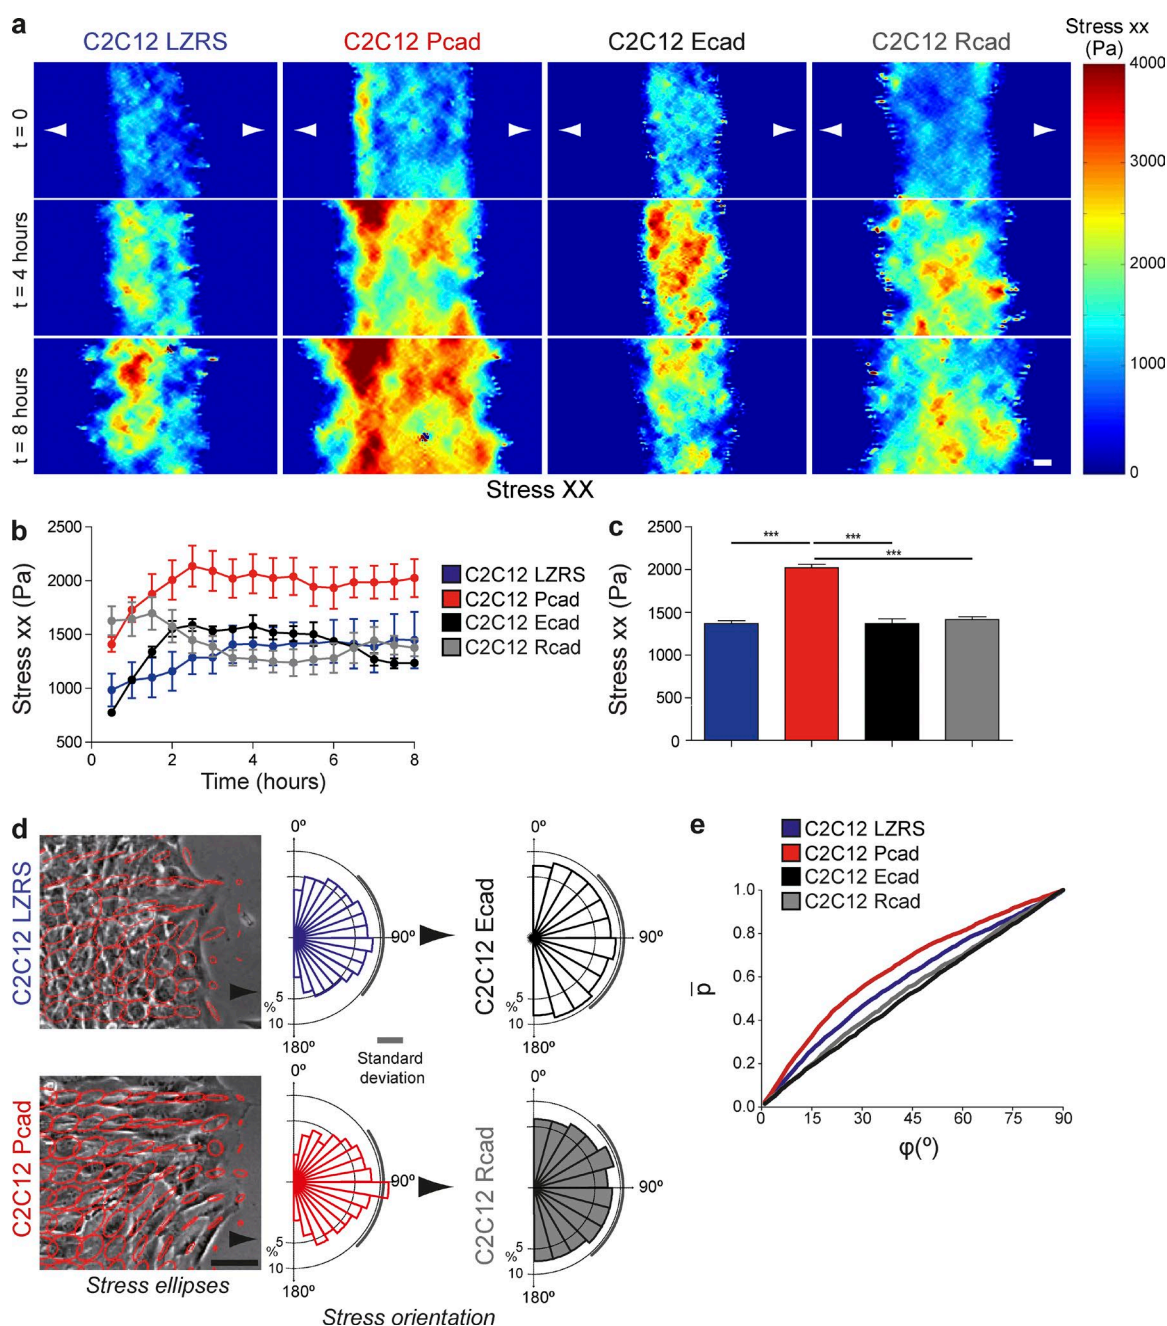 a
C2C12 LZRS
C2C12 Pcad
C2C12 Ecad
C2C12 Rcad
Stress xx
(Pa)
t = 0
t = 4 hours
t = 8 hours
4000
3000
2000
1000
0
Stress XX
b
Stress xx (Pa)
2500
2000
1500
1000
500
0
2
4
6
8
Time (hours)
C2C12 LZRS
C2C12 Pcad
C2C12 Ecad
C2C12 Rcad
c
Stress xx (Pa)
2500
2000
1500
1000
500
0
***
***
***
d
C2C12 LZRS
0º
90º
5
%
10
180º
C2C12 Ecad
0º
90º
5
%
10
180º
Standard
deviation
C2C12 Pcad
0º
90º
5
%
10
180º
C2C12 Rcad
0º
90º
5
%
10
180º
Stress ellipses
Stress orientation
e
C2C12 LZRS
C2C12 Pcad
C2C12 Ecad
C2C12 Rcad
p̅
1.0
0.8
0.6
0.4
0.2
0.0
0
15
30
45
60
75
90
φ(º)